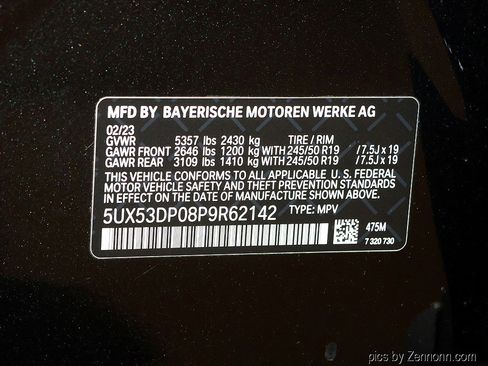 MFD BY BAYERISCHE MOTOREN WERKE AG
02/23
GVWR 5357 lbs 2430 kg TIRE / RIM
GAWR FRONT 2646 lbs 1200 kg WITH 245/50 R19 / 7.5J x 19
GAWR REAR 3109 lbs 1410 kg WITH 245/50 R19 / 7.5J x 19
THIS VEHICLE CONFORMS TO ALL APPLICABLE U. S. FEDERAL
MOTOR VEHICLE SAFETY AND THEFT PREVENTION STANDARDS
IN EFFECT ON THE DATE OF MANUFACTURE SHOWN ABOVE.
5UX53DP08P9R62142 TYPE: MPV
475M
7 320 730
pics by Zennonn.com